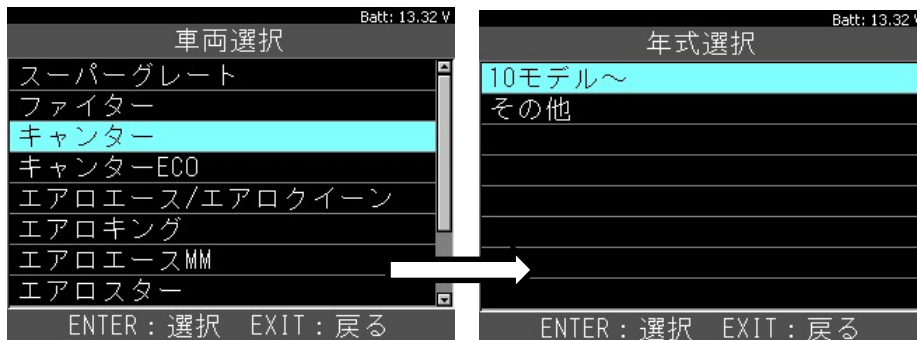 Batt: 13.32 V
車両選択
スーパーグレート
ファイター
キャンター
キャンターECO
エアロエース/エアロクイーン
エアロキング
エアロエースMM
エアロスター
ENTER：選択 EXIT：戻る
Batt: 13.32 V
年式選択
10モデル～
その他
ENTER：選択 EXIT：戻る